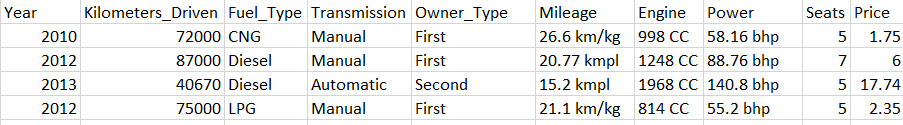 Year Kilometers_Driven Fuel_Type Transmission Owner_Type Mileage Engine Power Seats Price
2010 72000 CNG Manual First 26.6 km/kg 998 CC 58.16 bhp 5 1.75
2012 87000 Diesel Manual First 20.77 kmpl 1248 CC 88.76 bhp 7 6
2013 40670 Diesel Automatic Second 15.2 kmpl 1968 CC 140.8 bhp 5 17.74
2012 75000 LPG Manual First 21.1 km/kg 814 CC 55.2 bhp 5 2.35